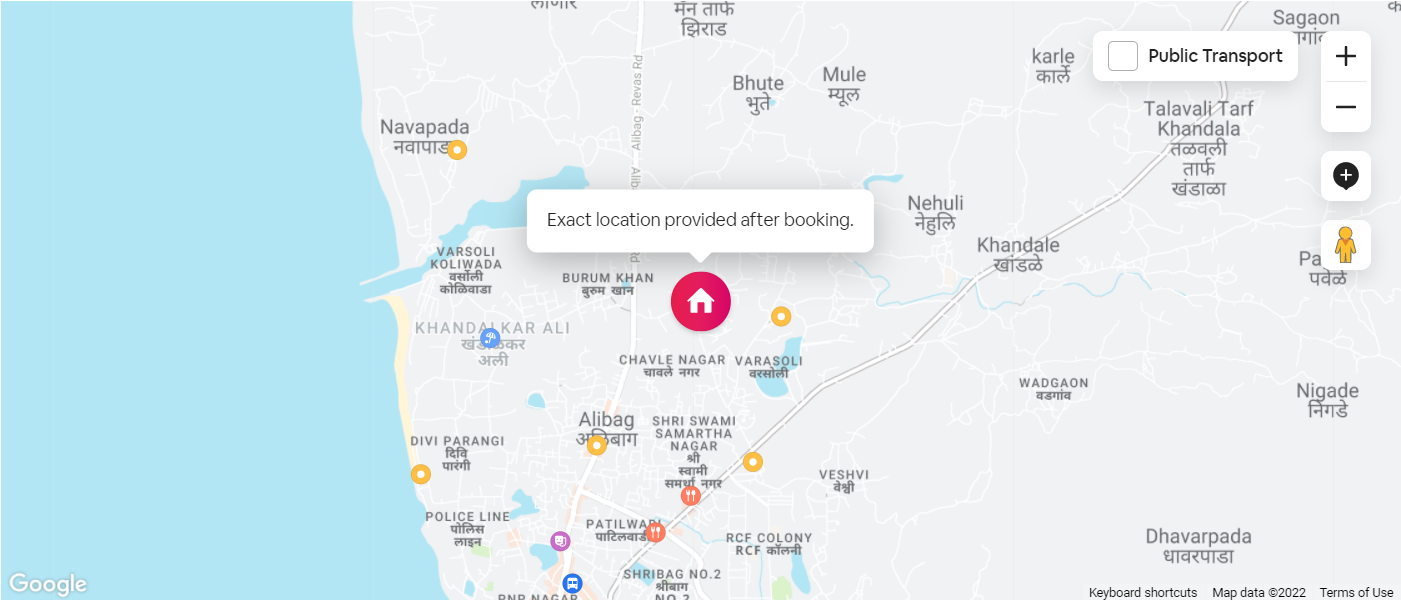 मॅन तार्फ
झिराड
Sagaon
karle
कार्ले
Public Transport
Bhute
भुते
Mule
म्यूल
Alibag - Revas Rd
Talavali Tarf
Khandala
तळवली
तार्फ
खंडाळा
Navapada
नवापाडा
Exact location provided after booking.
Nehuli
नेहुलि
Khandale
खांडळे
पवेळे
VARSOLI
KOLIWADA
वर्सोली
कोळिवाडा
BURUM KHAN
बुरुम खान
KHANDALKAR ALI
खंडाळकर
अली
CHAVLE NAGAR
चावले नगर
VARASOLI
वरसोली
WADGAON
वडगांव
Nigade
निगडे
Alibag
अलिबाग
SHRI SWAMI
SAMARTHA
NAGAR
श्री
स्वामी
समर्था नगर
DIVI PARANGI
दिवि
पारंगी
VESHVI
वेश्वी
POLICE LINE
पोलिस
लाइन
PATILWADI
पाटिलवाडी
RCF COLONY
RCF कॉलनी
Dhavarpada
धावरपाडा
SHRIBAG NO.2
श्रीबाग
NO.2
PNP NAGAR
Google
Keyboard shortcuts Map data ©2022 Terms of Use